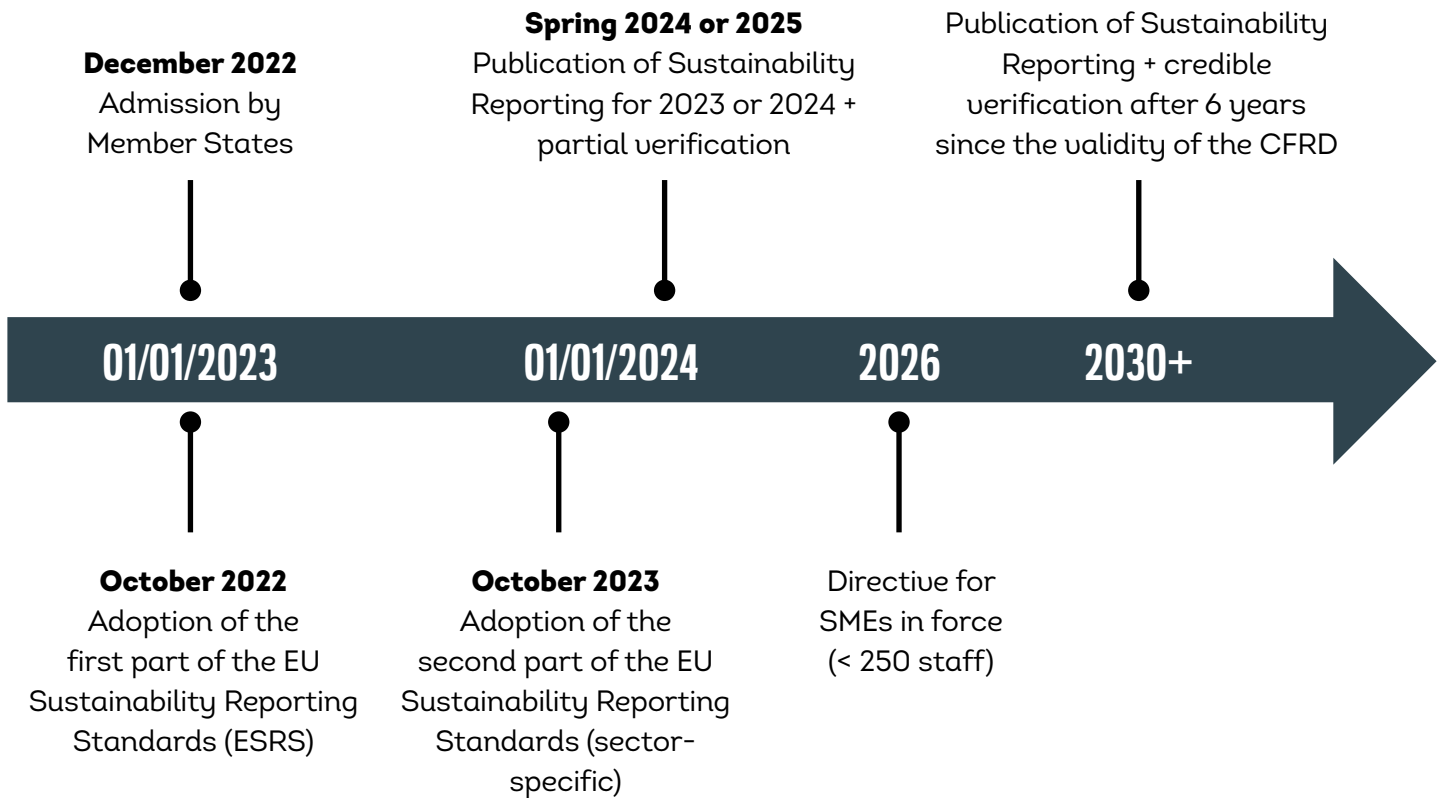 December 2022
Admission by
Member States
Spring 2024 or 2025
Publication of Sustainability
Reporting for 2023 or 2024 +
partial verification
Publication of Sustainability
Reporting + credible
verification after 6 years
since the validity of the CFRD
01/01/2023
01/01/2024
2026
2030+
October 2022
Adoption of the
first part of the EU
Sustainability Reporting
Standards (ESRS)
October 2023
Adoption of the
second part of the EU
Sustainability Reporting
Standards (sector-
specific)
Directive for
SMEs in force
(< 250 staff)